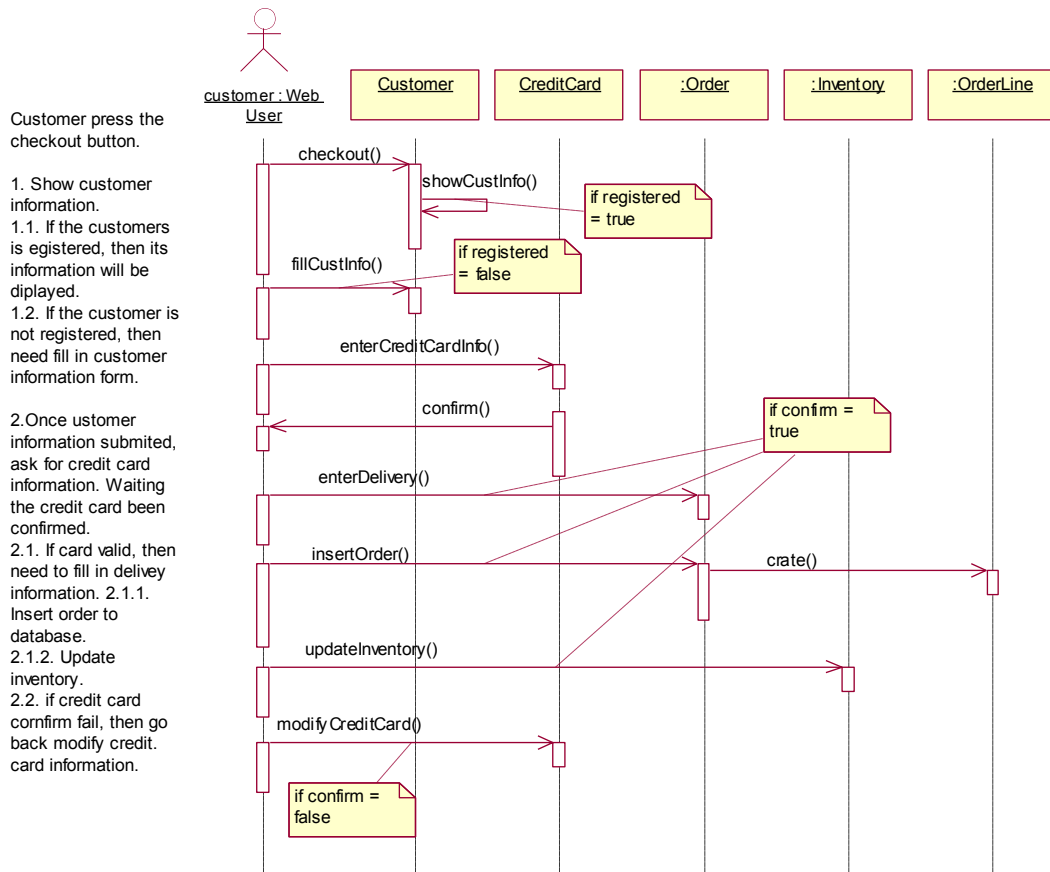 customer : Web
User
Customer
CreditCard
:Order
: Inventory
:OrderLine
Customer press the
checkout button.
1. Show customer
information.
1.1. If the customers
is egistered, then its
information will be
diplayed.
1.2. If the customer is
not registered, then
need fill in customer
information form.
2.Once ustomer
information submited,
ask for credit card
information. Waiting
the credit card been
confirmed.
2.1. If card valid, then
need to fill in delivey
information. 2.1.1.
Insert order to
database.
2.1.2. Update
inventory.
2.2. if credit card
cornfirm fail, then go
back modify credit.
card information.
checkout()
showCustInfo()
if registered
= true
fillCustInfo()
if registered
= false
enterCreditCardInfo()
confirm()
if confirm =
true
enterDelivery()
insertOrder()
crate()
updateInventory()
modifyCreditCard()
if confirm =
false